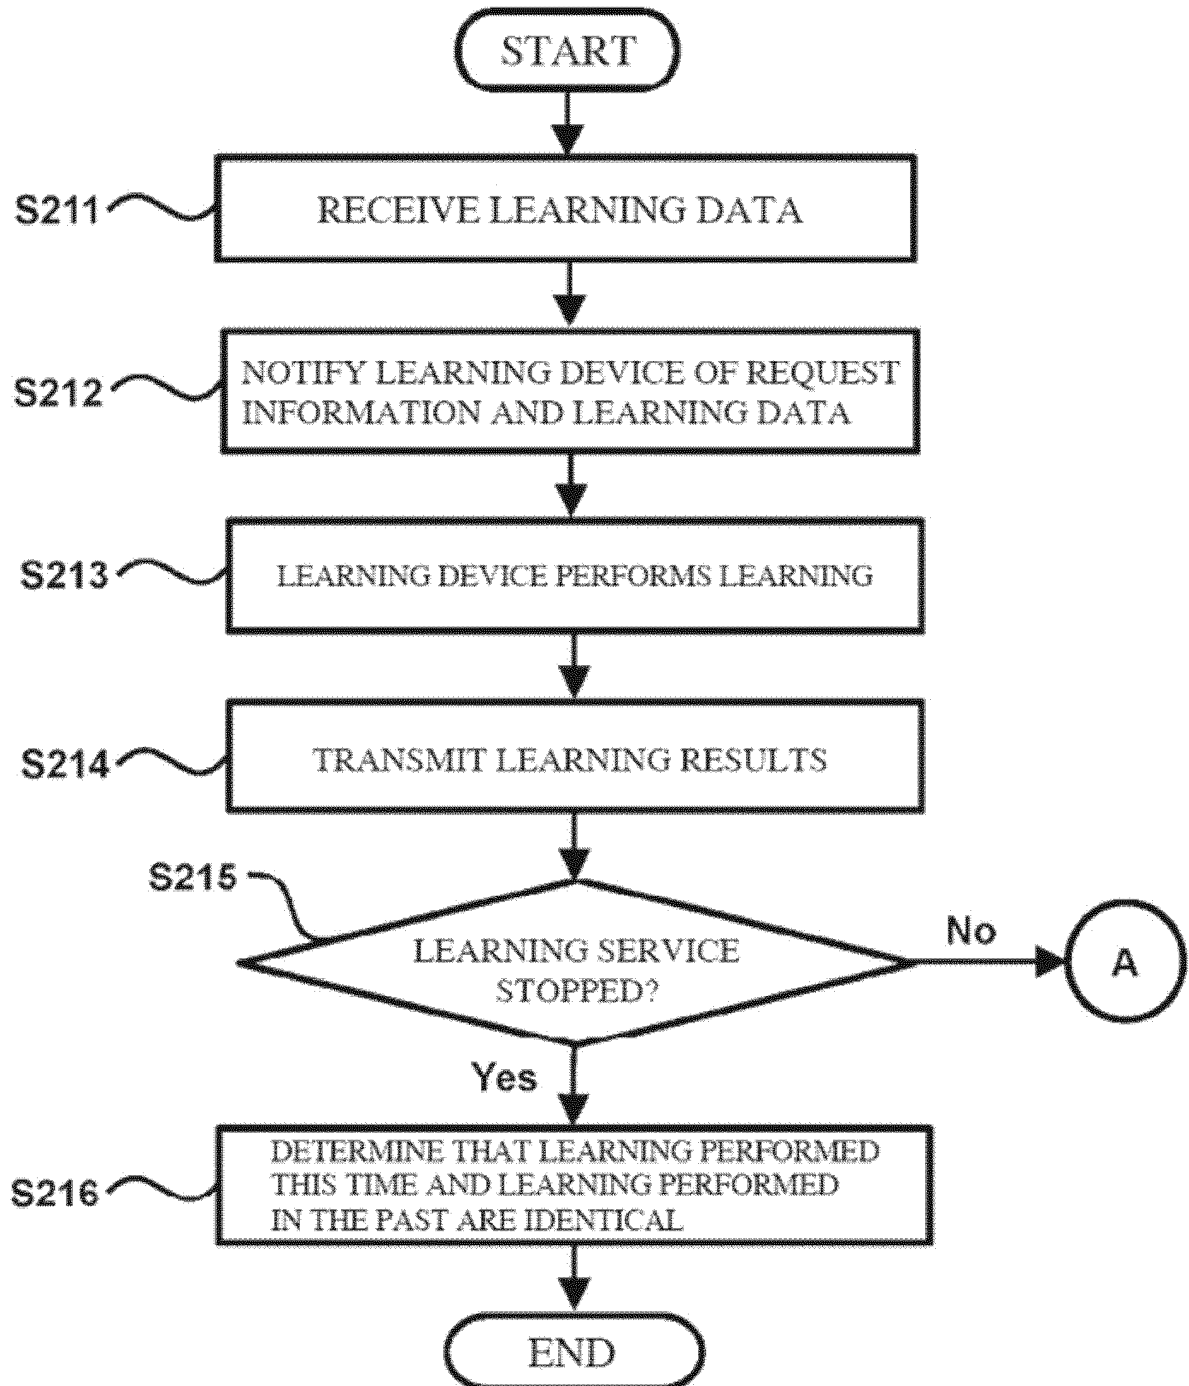 START
S211
RECEIVE LEARNING DATA
S212
NOTIFY LEARNING DEVICE OF REQUEST
INFORMATION AND LEARNING DATA
S213
LEARNING DEVICE PERFORMS LEARNING
S214
TRANSMIT LEARNING RESULTS
S215
LEARNING SERVICE
STOPPED?
No
A
Yes
S216
DETERMINE THAT LEARNING PERFORMED
THIS TIME AND LEARNING PERFORMED
IN THE PAST ARE IDENTICAL
END